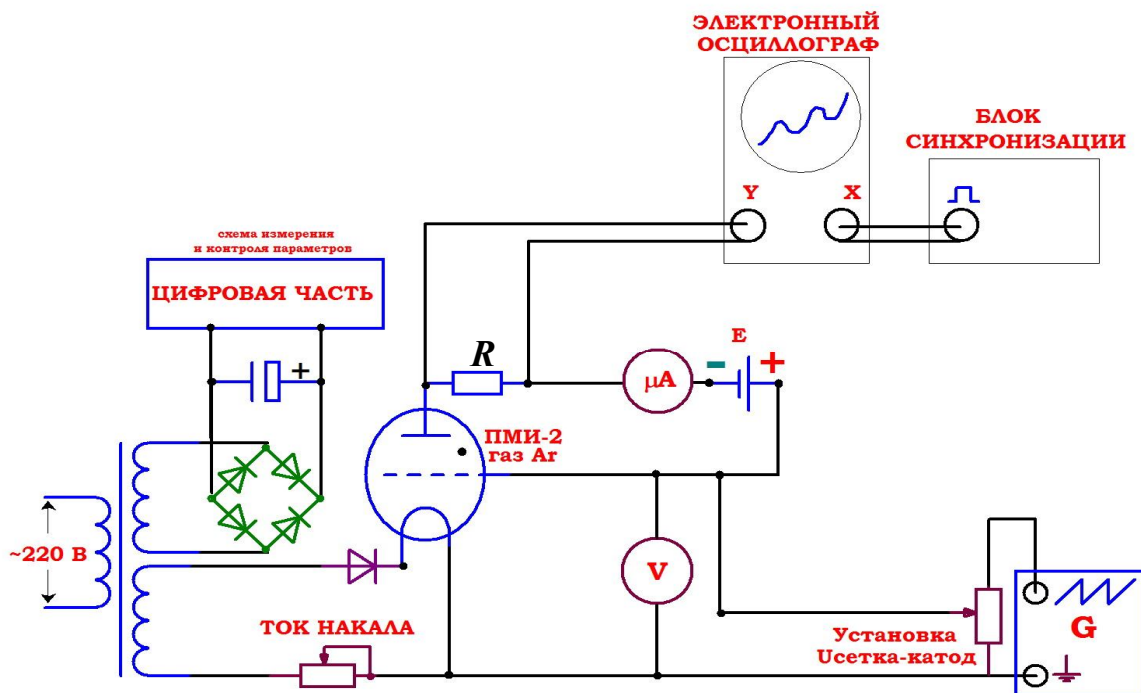 ЭЛЕКТРОННЫЙ
ОСЦИЛЛОГРАФ
БЛОК
СИНХРОНИЗАЦИИ
Y
X
схема измерения
и контроля параметров
ЦИФРОВАЯ ЧАСТЬ
+
R
µA
E
-
+
ПМИ-2
газ Ar
~220 В
V
ТОК НАКАЛА
Установка
Uсетка-катод
G